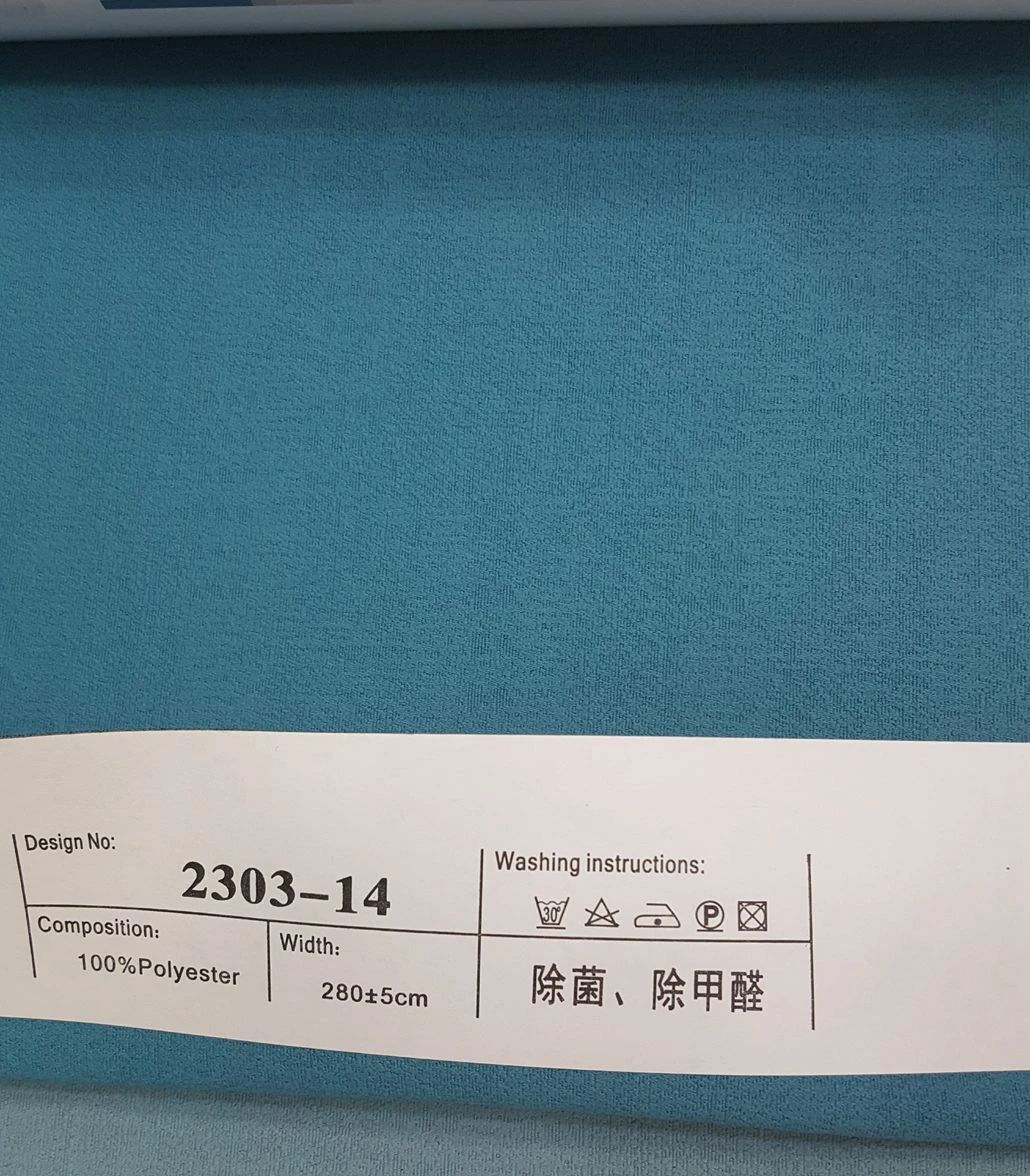 Design No:
2303-14
Composition:
100%Polyester
Width:
280±5cm
Washing instructions:
30°
P
除菌、除甲醛